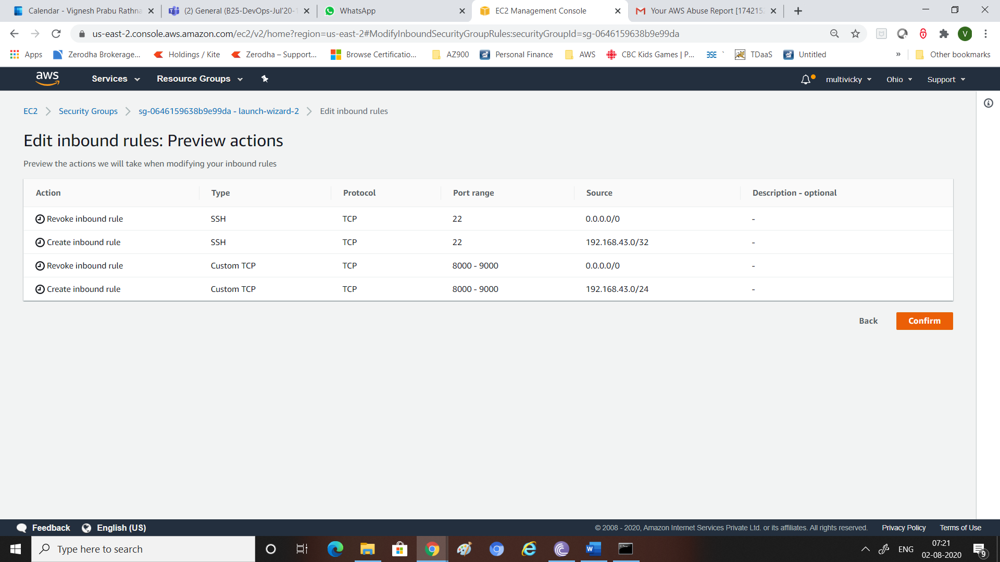 Calendar - Vignesh Prabu Rathna
(2) General (B25-DevOps-Jul'20-1
WhatsApp
EC2 Management Console
Your AWS Abuse Report [174215
us-east-2.console.aws.amazon.com/ec2/v2/home?region=us-east-2#ModifyInboundSecurityGroupRules:securityGroupId=sg-0646159638b9e99da
V
Apps
Zerodha Brokerage...
Holdings / Kite
Zerodha – Support...
Browse Certificatio...
AZ900
Personal Finance
AWS
CBC Kids Games | P...
BSE `
TDaaS
Untitled
»
Other bookmarks
aws
Services
Resource Groups
multivicky
Ohio
Support
EC2 > Security Groups > sg-0646159638b9e99da - launch-wizard-2 > Edit inbound rules
Edit inbound rules: Preview actions
Preview the actions we will take when modifying your inbound rules
Action Type Protocol Port range Source Description - optional
Revoke inbound rule SSH TCP 22 0.0.0.0/0 -
Create inbound rule SSH TCP 22 192.168.43.0/32 -
Revoke inbound rule Custom TCP TCP 8000 - 9000 0.0.0.0/0 -
Create inbound rule Custom TCP TCP 8000 - 9000 192.168.43.0/24 -
Back
Confirm
Feedback
English (US)
© 2008 - 2020, Amazon Internet Services Private Ltd. or its affiliates. All rights reserved.
Privacy Policy
Terms of Use
Type here to search
ENG
07:21
02-08-2020
9